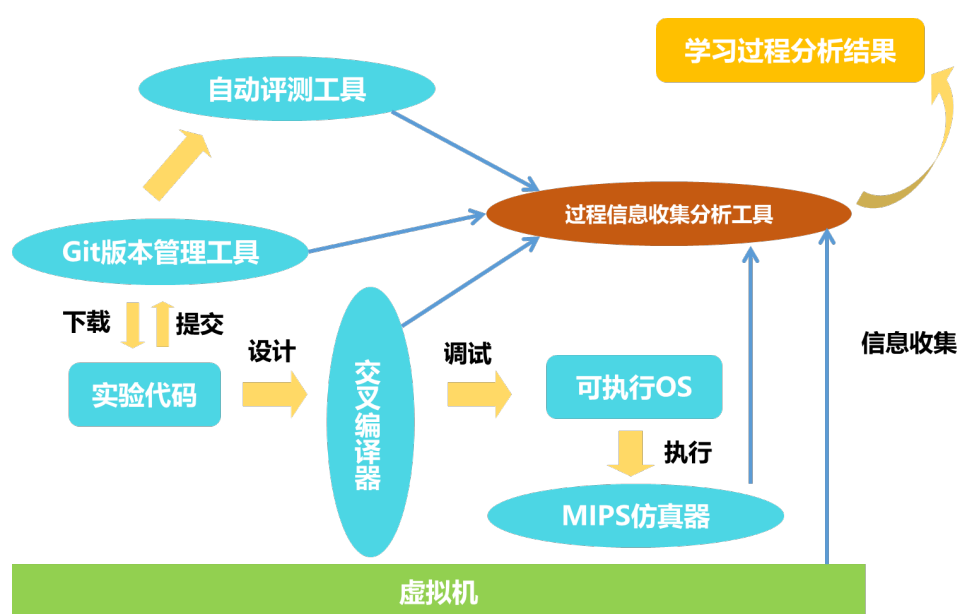 学习过程分析结果
自动评测工具
过程信息收集分析工具
Git版本管理工具
下载
提交
设计
调试
信息收集
实验代码
交叉编译器
可执行OS
执行
MIPS仿真器
虚拟机